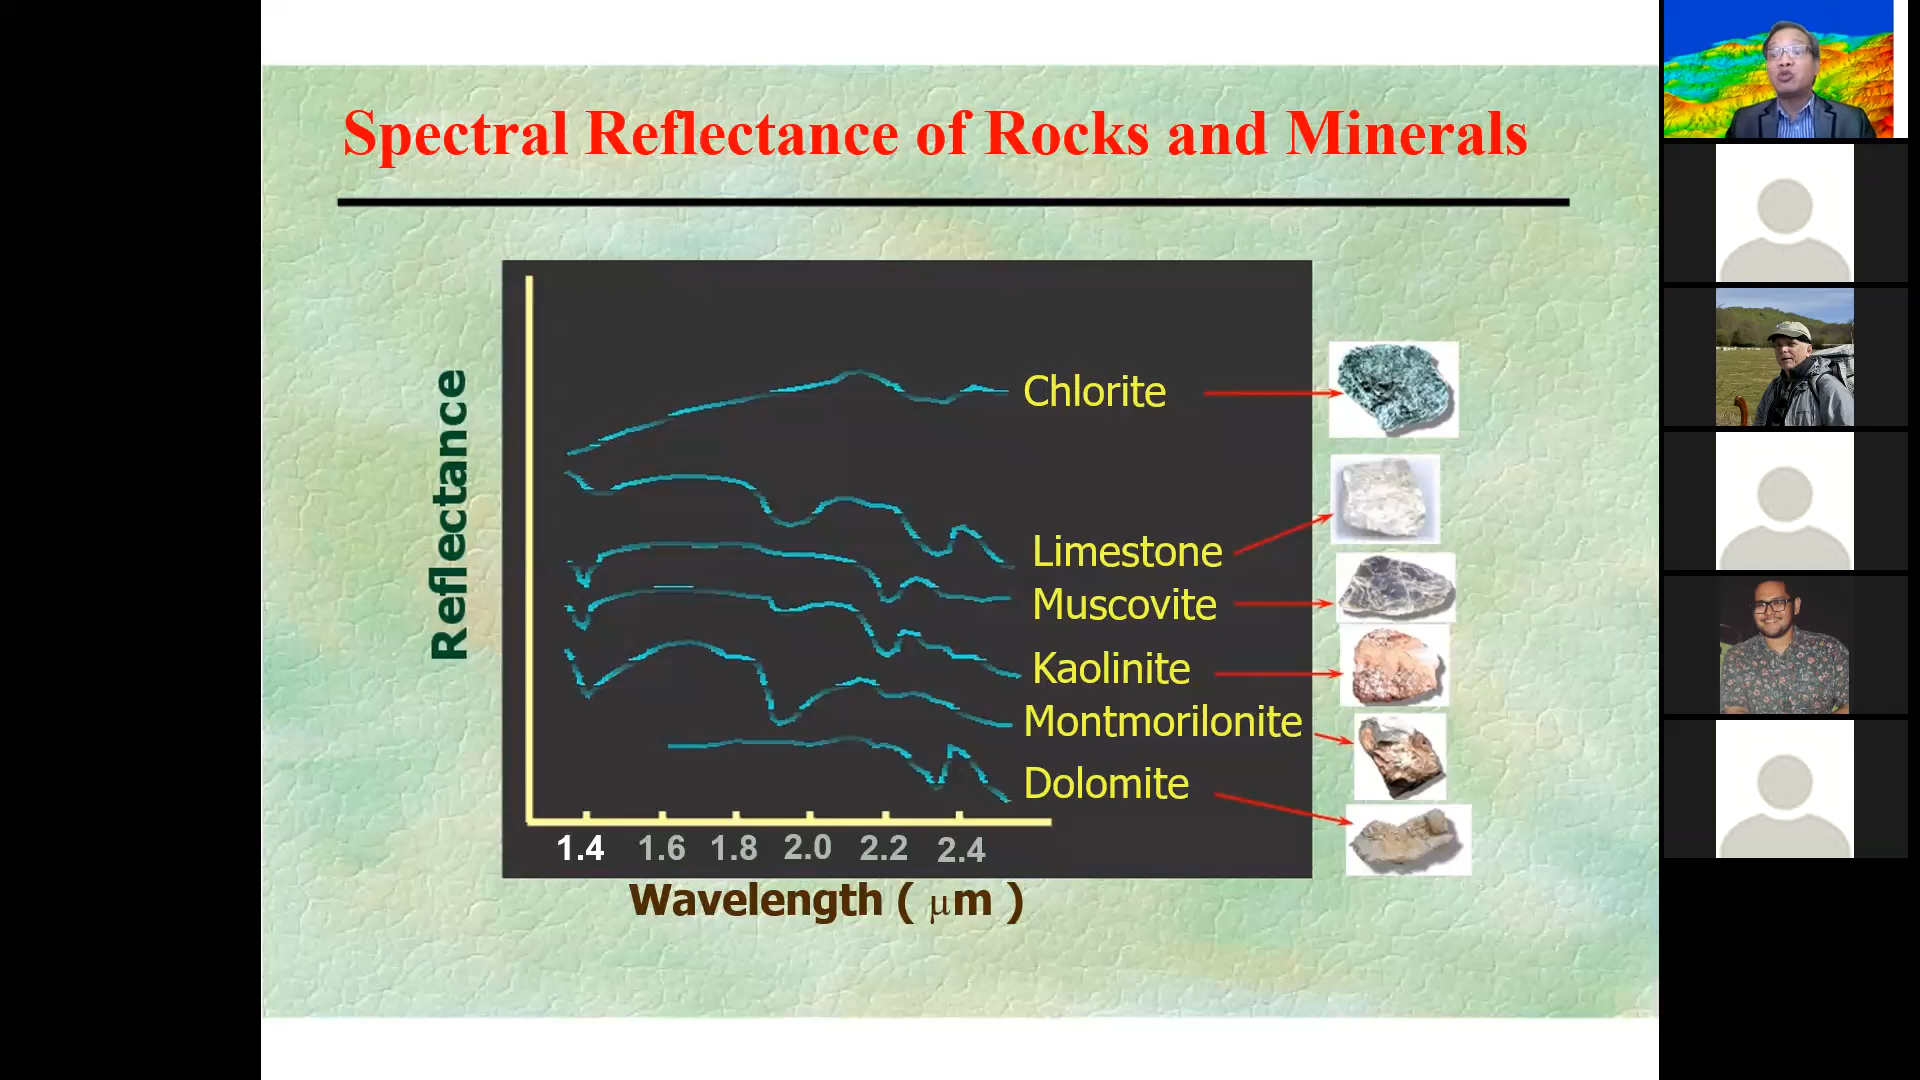 Spectral Reflectance of Rocks and Minerals
Reflectance
Chlorite
Limestone
Muscovite
Kaolinite
Montmorilonite
Dolomite
1.4 1.6 1.8 2.0 2.2 2.4
Wavelength ( μm )